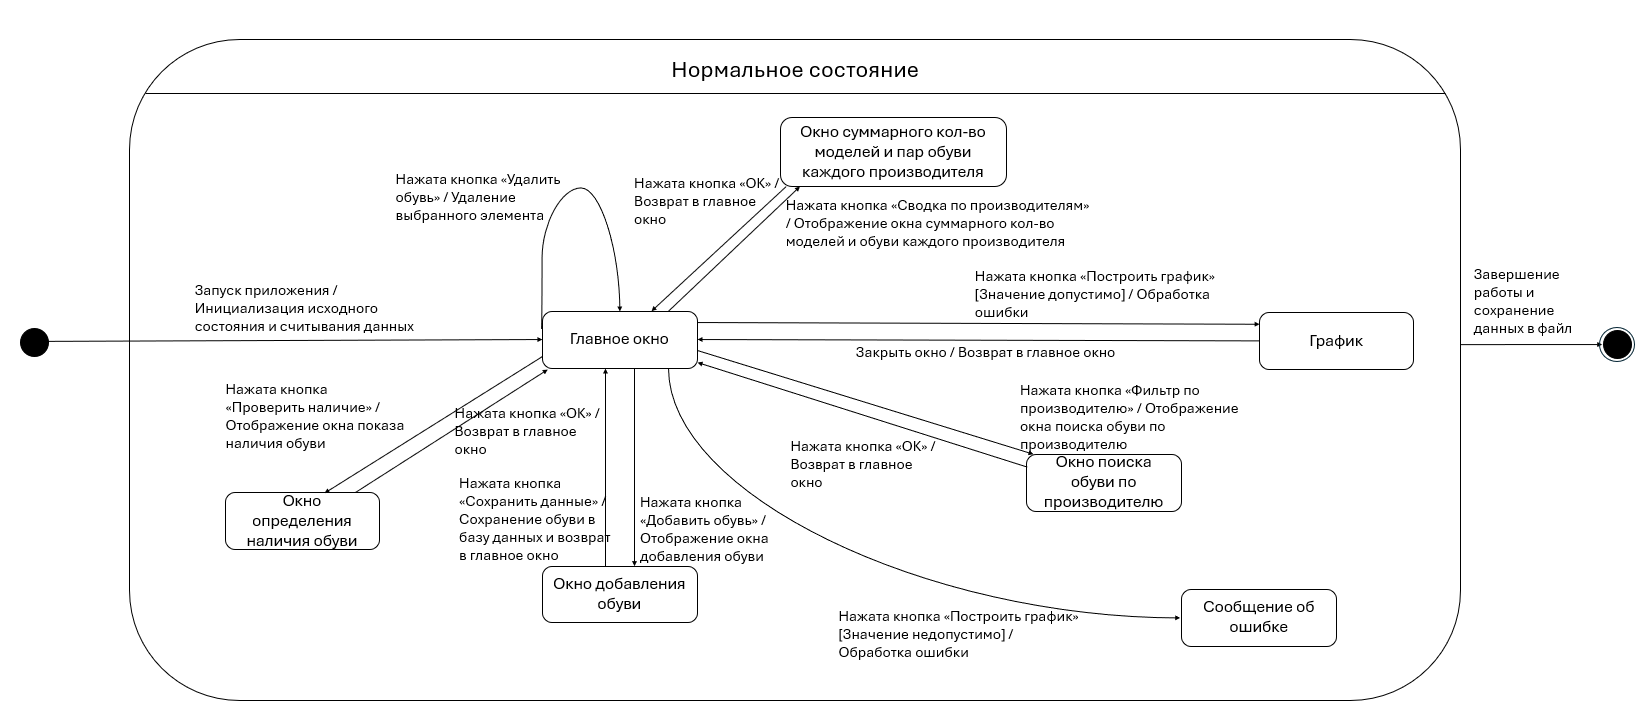 Нормальное состояние
Окно суммарного кол-во
моделей и пар обуви
каждого производителя
Нажата кнопка «Удалить
обувь» / Удаление
выбранного элемента
Нажата кнопка «ОК» /
Возврат в главное
окно
Нажата кнопка «Сводка по производителям»
/ Отображение окна суммарного кол-во
моделей и обуви каждого производителя
Запуск приложения /
Инициализация исходного
состояния и считывания данных
Нажата кнопка «Построить график»
[Значение допустимо] / Обработка
ошибки
Завершение
работы и
сохранение
данных в файл
Главное окно
График
Закрыть окно / Возврат в главное окно
Нажата кнопка
«Проверить наличие» /
Отображение окна показа
наличия обуви
Нажата кнопка «ОК» /
Возврат в главное
окно
Нажата кнопка «Фильтр по
производителю» / Отображение
окна поиска обуви по
производителю
Нажата кнопка «ОК» /
Возврат в главное
окно
Окно поиска
обуви по
производителю
Окно
определения
наличия обуви
Нажата кнопка
«Сохранить данные» /
Сохранение обуви в
базу данных и возврат
в главное окно
Нажата кнопка
«Добавить обувь» /
Отображение окна
добавления обуви
Окно добавления
обуви
Нажата кнопка «Построить график»
[Значение недопустимо] /
Обработка ошибки
Сообщение об
ошибке